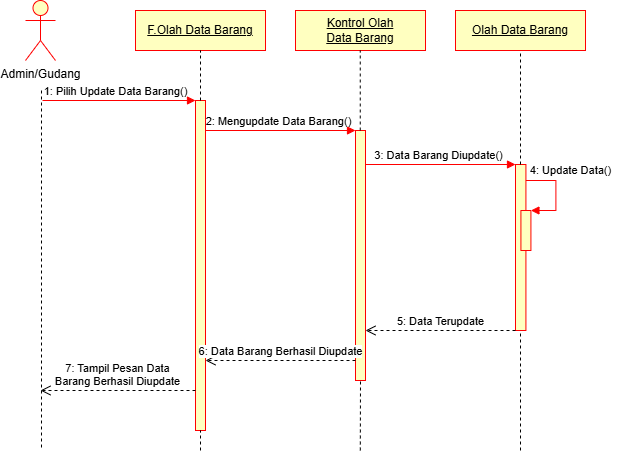 F.Olah Data Barang
Kontrol Olah
Data Barang
Olah Data Barang
Admin/Gudang
1: Pilih Update Data Barang()
2: Mengupdate Data Barang()
3: Data Barang Diupdate()
4: Update Data()
5: Data Terupdate
6: Data Barang Berhasil Diupdate
7: Tampil Pesan Data
Barang Berhasil Diupdate